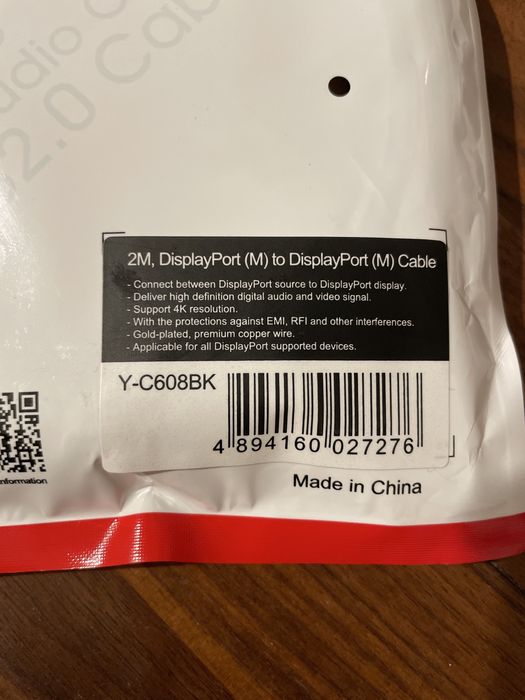 2.0
2M, DisplayPort (M) to DisplayPort (M) Cable
- Connect between DisplayPort source to DisplayPort display.
- Deliver high definition digital audio and video signal.
- Support 4K resolution.
- With the protections against EMI, RFI and other interferences.
- Gold-plated, premium copper wire.
- Applicable for all DisplayPort supported devices.
Y-C608BK
4 894160 027276
Made in China